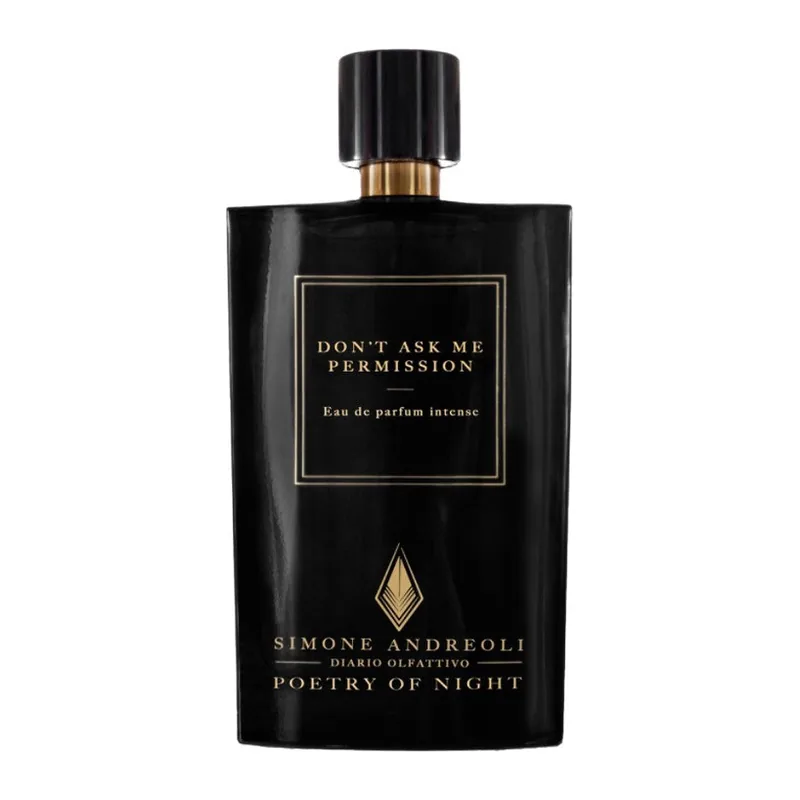 DON'T ASK ME
PERMISSION
Eau de parfum intense
SIMONE ANDREOLI
DIARIO OLFATTIVO
POETRY OF NIGHT